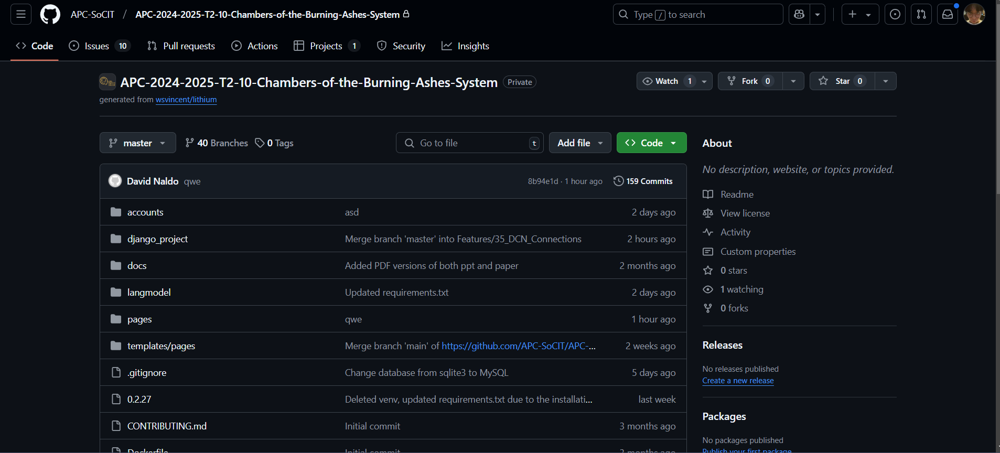 APC-SoCIT / APC-2024-2025-T2-10-Chambers-of-the-Burning-Ashes-System
Type / to search
Code
Issues 10
Pull requests
Actions
Projects 1
Security
Insights
APC-2024-2025-T2-10-Chambers-of-the-Burning-Ashes-System Private
Watch 1
Fork 0
Star 0
generated from wsvincent/lithium
master
40 Branches
0 Tags
Go to file t
Add file
Code
About
No description, website, or topics provided.
Readme
View license
Activity
Custom properties
0 stars
1 watching
0 forks
Releases
No releases published
Create a new release
Packages
No packages published
Publish your first package
David Naldo qwe 8b94e1d · 1 hour ago 159 Commits
accounts asd 2 days ago
django_project Merge branch 'master' into Features/35_DCN_Connections 2 hours ago
docs Added PDF versions of both ppt and paper 2 months ago
langmodel Updated requirements.txt 2 days ago
pages qwe 1 hour ago
templates/pages Merge branch 'main' of https://github.com/APC-SoCIT/APC-... 2 weeks ago
.gitignore Change database from sqlite3 to MySQL 5 days ago
0.2.27 Deleted venv, updated requirements.txt due to the installati... last week
CONTRIBUTING.md Initial commit 3 months ago
Dockerfile Initial commit 3 months ago